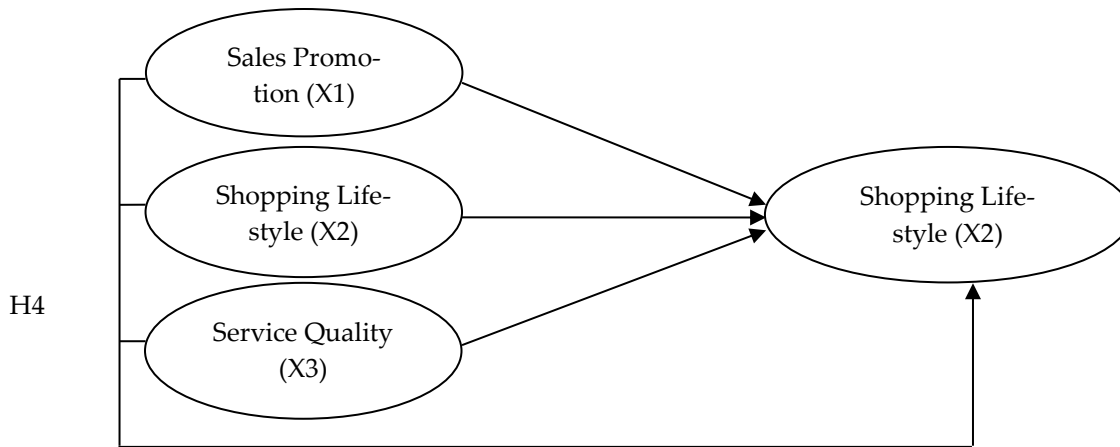 Sales Promo-
tion (X1)
Shopping Life-
style (X2)
Shopping Life-
style (X2)
H4
Service Quality
(X3)